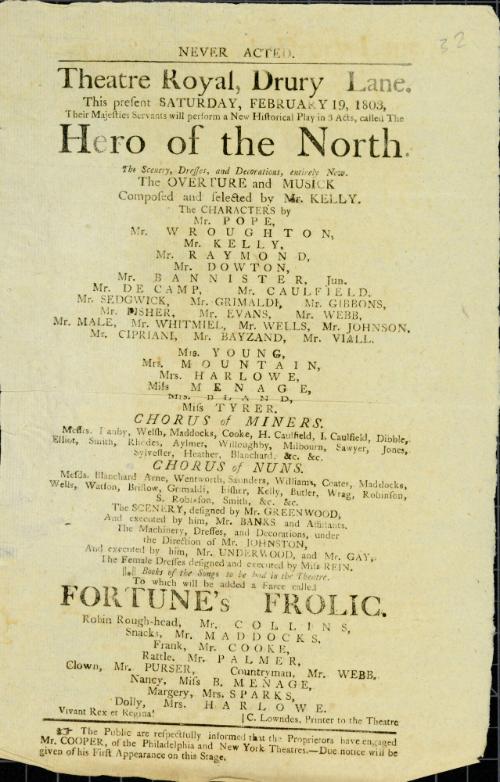 32
NEVER ACTED.
Theatre Royal, Drury Lane.
This present SATURDAY, FEBRUARY 19, 1803,
Their Majesties Servants will perform a New Historical Play in 3 Acts, called The
Hero of the North.
The Scenery, Dresses, and Decorations, entirely New.
The OVERTURE and MUSICK
Composed and selected by Mr. KELLY.
The CHARACTERS by
Mr. POPE,
Mr. WROUGHTON,
Mr. KELLY,
Mr. RAYMOND,
Mr. DOWTON,
Mr. BANNISTER, Jun.
Mr. DE CAMP, Mr. CAULFIELD,
Mr. SEDGWICK, Mr. GRIMALDI, Mr. GIBBONS,
Mr. FISHER, Mr. EVANS, Mr. WEBB,
Mr. MALE, Mr. WHITMIEL, Mr. WELLS, Mr. JOHNSON,
Mr. CIPRIANI, Mr. BAYZAND, Mr. VIALL.
Mrs. YOUNG,
Mrs. MOUNTAIN,
Mrs. HARLOWE,
Miss MENAGE,
Mrs. BLAND,
Miss TYRER.
CHORUS of MINERS.
Messrs. Danby, Welsh, Maddocks, Cooke, H. Caulfield, J. Caulfield, Dibble,
Elliot, Smith, Rhodes, Aylmer, Willoughby, Milbourn, Sawyer, Jones,
Sylvester, Heather, Blanchard. &c. &c.
CHORUS of NUNS.
Mesds. Blanchard Arne, Wentworth, Saunders, Williams, Coates, Maddocks,
Wells, Watson, Bristow, Grimaldi, Fisher, Kelly, Butler, Wrag, Robinson,
S. Robinson, Smith, &c. &c.
The SCENERY, designed by Mr. GREENWOOD,
And executed by him, Mr. BANKS and Assistants.
The Machinery, Dresses, and Decorations, under
the Direction of Mr. JOHNSTON,
And executed by him, Mr. UNDERWOOD, and Mr. GAY,
The Female Dresses designed and executed by Miss REIN.
Books of the Songs to be had in the Theatre.
To which will be added a Farce called
FORTUNE's FROLIC.
Robin Rough-head, Mr. COLLINS,
Snacks, Mr. MADDOCKS,
Frank, Mr. COOKE,
Rattle, Mr. PALMER,
Clown, Mr. PURSER, Countryman, Mr. WEBB,
Nancy, Miss B. MENAGE,
Margery, Mrs. SPARKS,
Dolly, Mrs. HARLOWE.
Vivant Rex et Regina! [C. Lowndes, Printer to the Theatre
☞ The Public are respectfully informed that the Proprietors have engaged
Mr. COOPER, of the Philadelphia and New York Theatres.—Due notice will be
given of his First Appearance on this Stage.